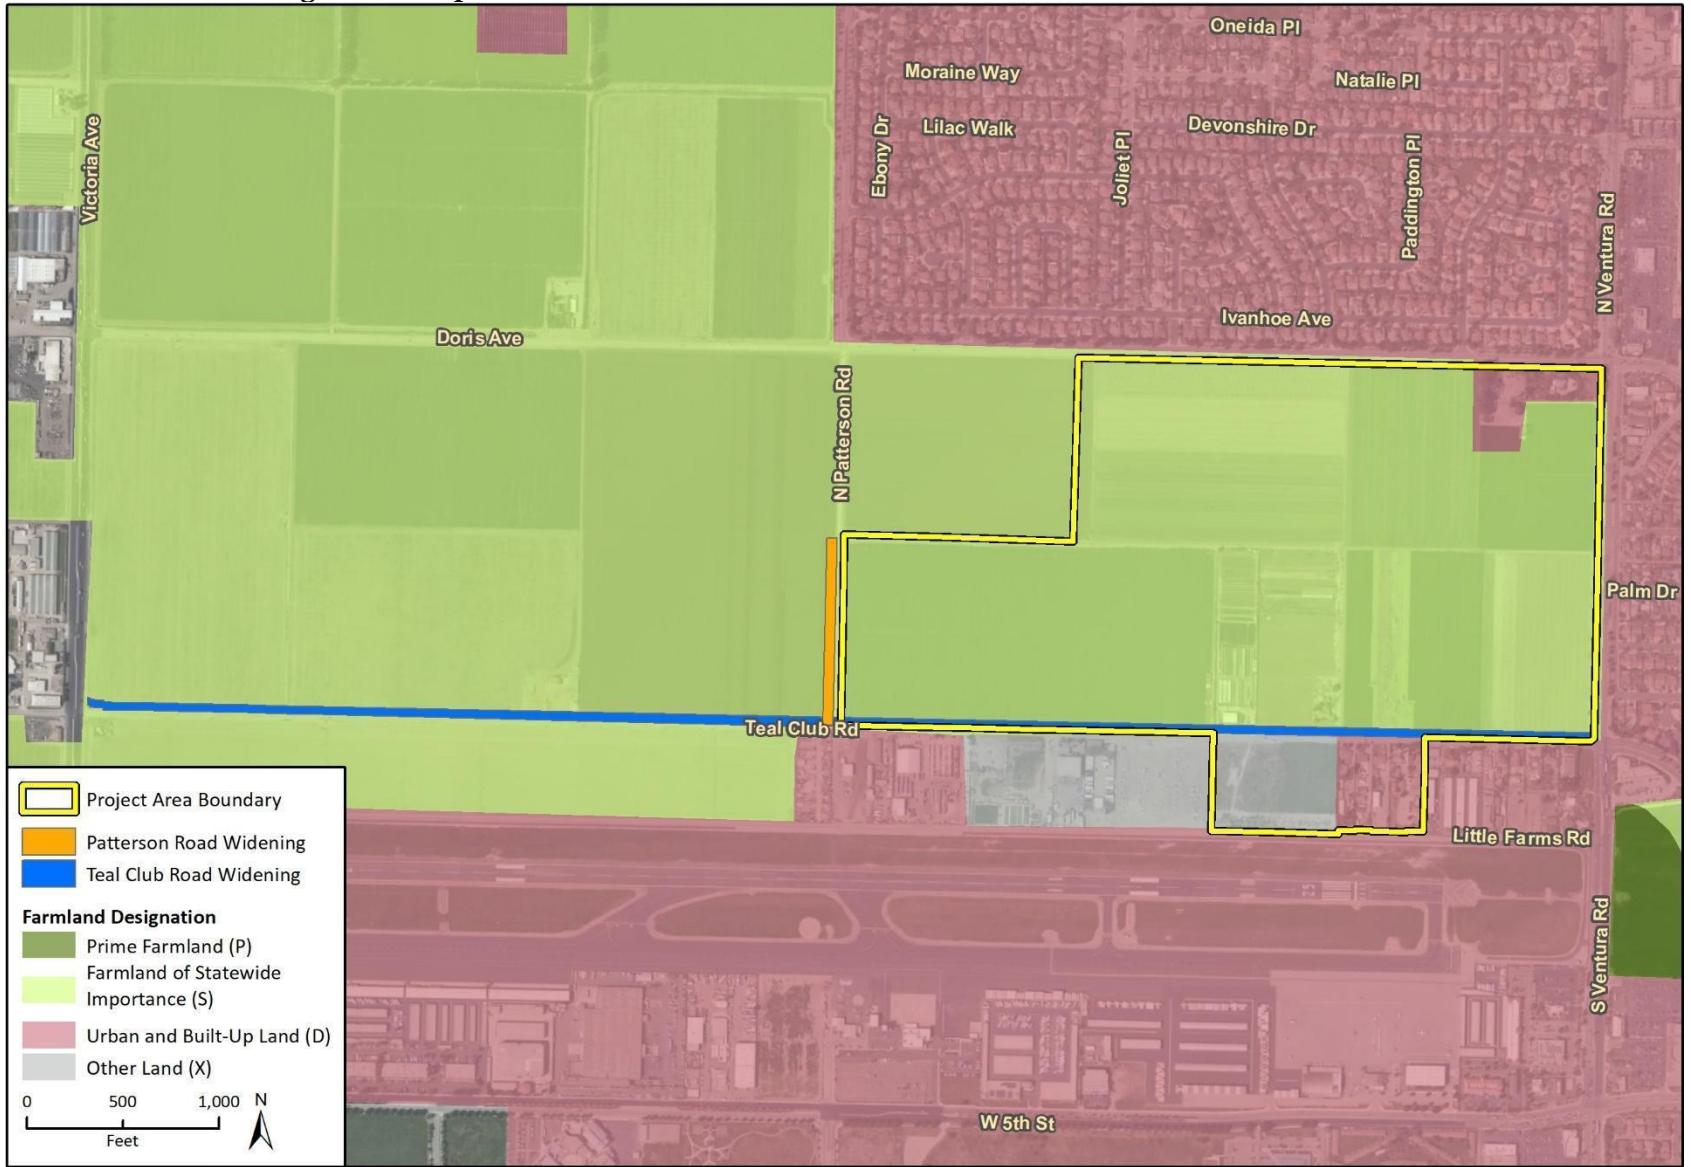 Oneida Pl
Moraine Way
Natalie Pl
Lilac Walk
Devonshire Dr
Victoria Ave
Ebony Dr
Joliet Pl
Paddington Pl
N Ventura Rd
Ivanhoe Ave
Doris Ave
N Patterson Rd
Palm Dr
Teal Club Rd
Little Farms Rd
S Ventura Rd
W 5th St
Project Area Boundary
Patterson Road Widening
Teal Club Road Widening
Farmland Designation
Prime Farmland (P)
Farmland of Statewide
Importance (S)
Urban and Built-Up Land (D)
Other Land (X)
0 500 1,000 N
Feet